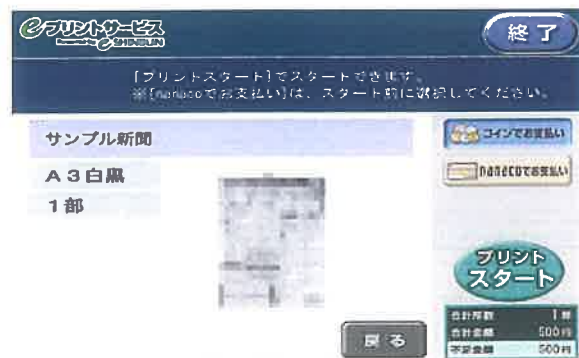 eプリントサービス
Powered by e-SHINBUN
終了
[プリントスタート]でスタートできます。
※[nanacoでお支払い]は、スタート前に選択してください。
サンプル新聞
A3白黒
1部
コインでお支払い
nanacoでお支払い
プリント
スタート
戻る
合計部数 1部
合計金額 500円
不足金額 500円